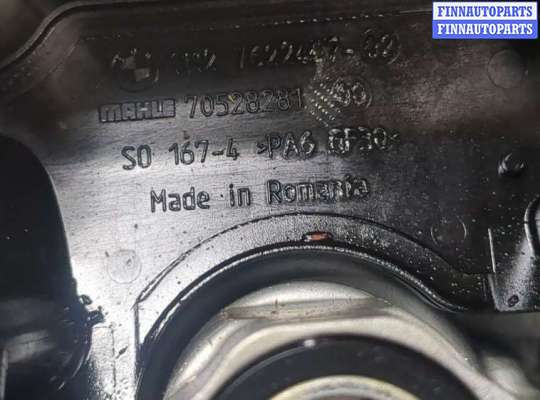 FINNAUTOPARTS
FINNAUTOPARTS
MAHLE 70528281
SO 167-4 >PA6 GF30<
Made in Romania